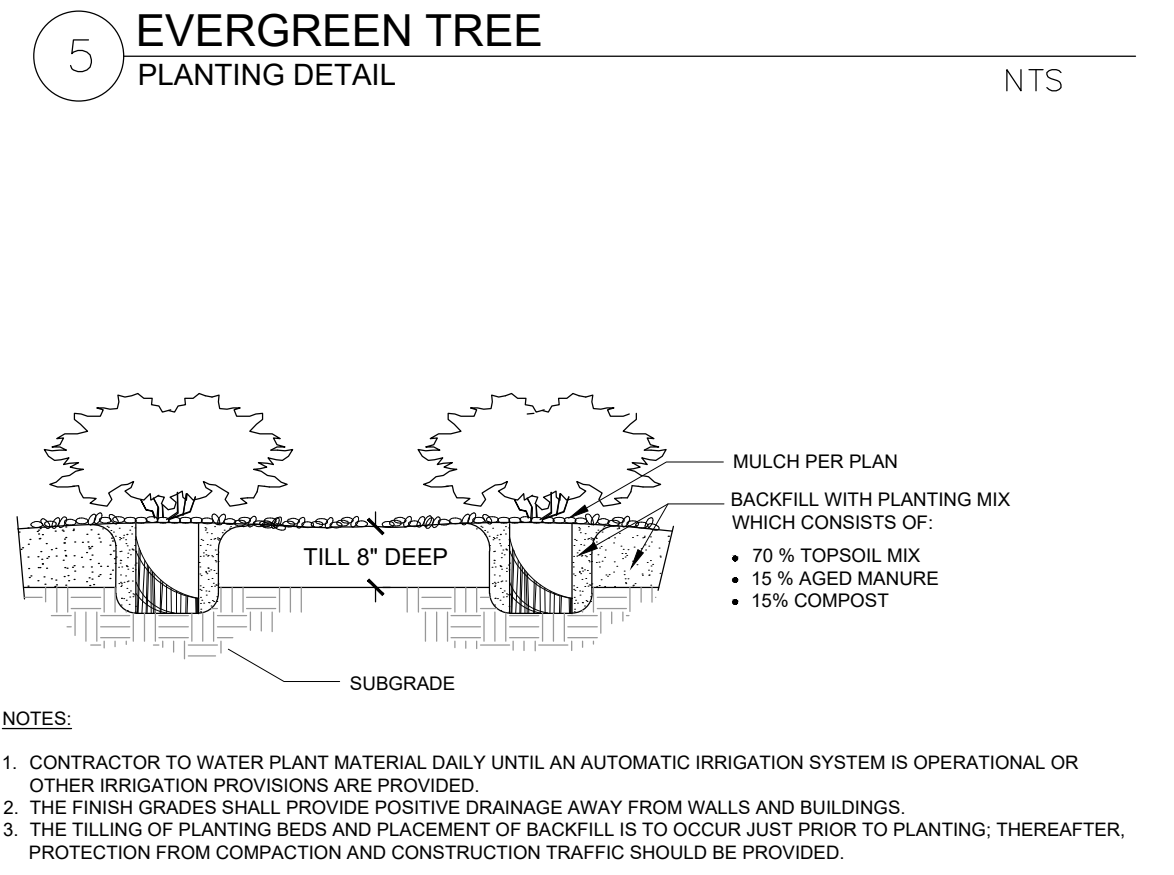 5
EVERGREEN TREE
PLANTING DETAIL
NTS
MULCH PER PLAN
BACKFILL WITH PLANTING MIX
WHICH CONSISTS OF:
• 70 % TOPSOIL MIX
• 15 % AGED MANURE
• 15% COMPOST
TILL 8" DEEP
SUBGRADE
NOTES:
1. CONTRACTOR TO WATER PLANT MATERIAL DAILY UNTIL AN AUTOMATIC IRRIGATION SYSTEM IS OPERATIONAL OR
OTHER IRRIGATION PROVISIONS ARE PROVIDED.
2. THE FINISH GRADES SHALL PROVIDE POSITIVE DRAINAGE AWAY FROM WALLS AND BUILDINGS.
3. THE TILLING OF PLANTING BEDS AND PLACEMENT OF BACKFILL IS TO OCCUR JUST PRIOR TO PLANTING; THEREAFTER,
PROTECTION FROM COMPACTION AND CONSTRUCTION TRAFFIC SHOULD BE PROVIDED.